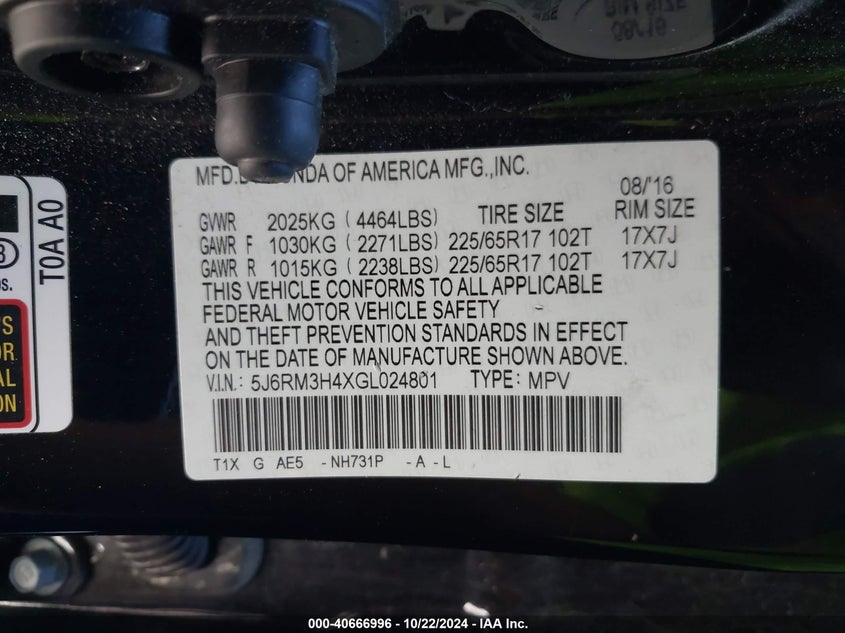 MFD.B HONDA OF AMERICA MFG.,INC.
08/'16
GVWR 2025KG ( 4464LBS) TIRE SIZE RIM SIZE
GAWR F 1030KG ( 2271LBS) 225/65R17 102T 17X7J
GAWR R 1015KG ( 2238LBS) 225/65R17 102T 17X7J
THIS VEHICLE CONFORMS TO ALL APPLICABLE
FEDERAL MOTOR VEHICLE SAFETY
AND THEFT PREVENTION STANDARDS IN EFFECT
ON THE DATE OF MANUFACTURE SHOWN ABOVE.
V.I.N.: 5J6RM3H4XGL024801 TYPE: MPV
T1X G AE5 -NH731P -A -L
T0A A0
000-40666996 - 10/22/2024 - IAA Inc.